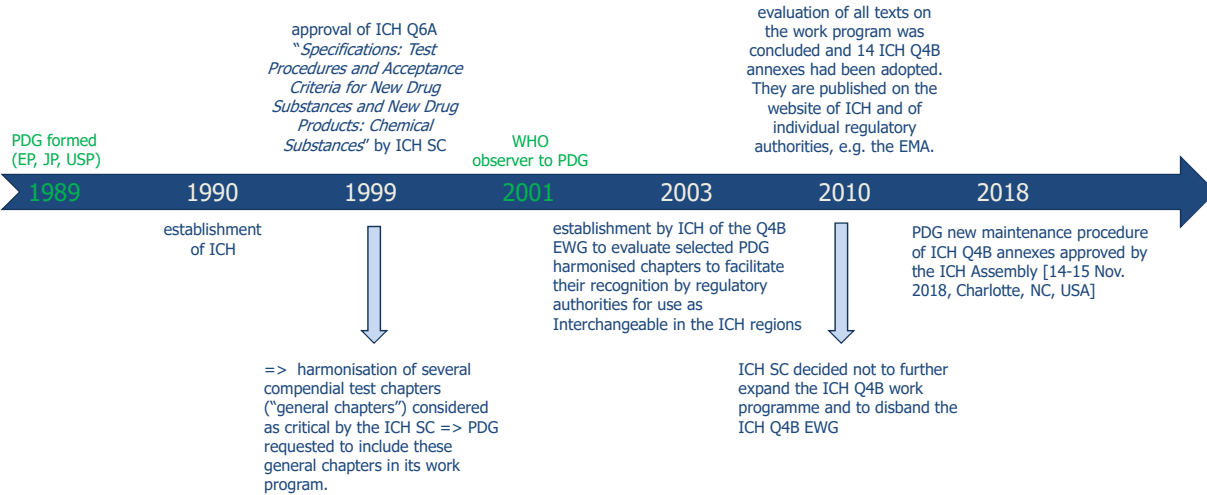 PDG formed
(EP, JP, USP)
approval of ICH Q6A
"Specifications: Test
Procedures and Acceptance
Criteria for New Drug
Substances and New Drug
Products: Chemical
Substances" by ICH SC
WHO
observer to PDG
evaluation of all texts on
the work program was
concluded and 14 ICH Q4B
annexes had been adopted.
They are published on the
website of ICH and of
individual regulatory
authorities, e.g. the EMA.
1989 1990 1999 2001 2003 2010 2018
establishment
of ICH
=> harmonisation of several
compendial test chapters
("general chapters") considered
as critical by the ICH SC => PDG
requested to include these
general chapters in its work
program.
establishment by ICH of the Q4B
EWG to evaluate selected PDG
harmonised chapters to facilitate
their recognition by regulatory
authorities for use as
Interchangeable in the ICH regions
ICH SC decided not to further
expand the ICH Q4B work
programme and to disband the
ICH Q4B EWG
PDG new maintenance procedure
of ICH Q4B annexes approved by
the ICH Assembly [14-15 Nov.
2018, Charlotte, NC, USA]